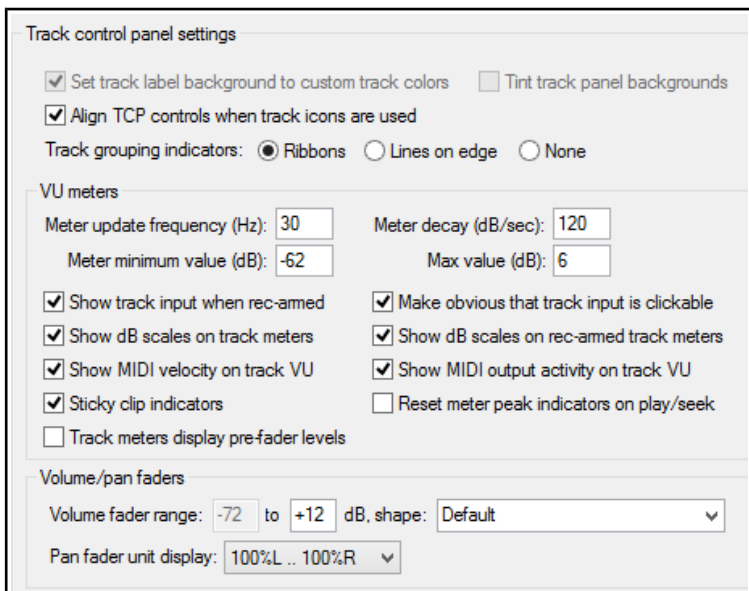 Track control panel settings
Set track label background to custom track colors Tint track panel backgrounds
Align TCP controls when track icons are used
Track grouping indicators: Ribbons Lines on edge None
VU meters
Meter update frequency (Hz): 30 Meter decay (dB/sec): 120
Meter minimum value (dB): -62 Max value (dB): 6
Show track input when rec-armed Make obvious that track input is clickable
Show dB scales on track meters Show dB scales on rec-armed track meters
Show MIDI velocity on track VU Show MIDI output activity on track VU
Sticky clip indicators Reset meter peak indicators on play/seek
Track meters display pre-fader levels
Volume/pan faders
Volume fader range: -72 to +12 dB, shape: Default
Pan fader unit display: 100%L .. 100%R